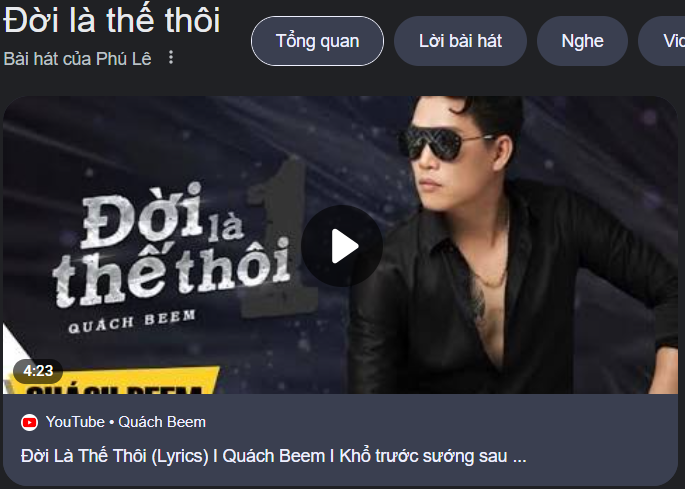 Đời là thế thôi
Bài hát của Phú Lê
Tổng quan
Lời bài hát
Nghe
Vid
Đời là
thế thôi
1
QUÁCH BEEM
4:23
QUÁCH BEEM
YouTube • Quách Beem
Đời Là Thế Thôi (Lyrics) I Quách Beem I Khổ trước sướng sau ...